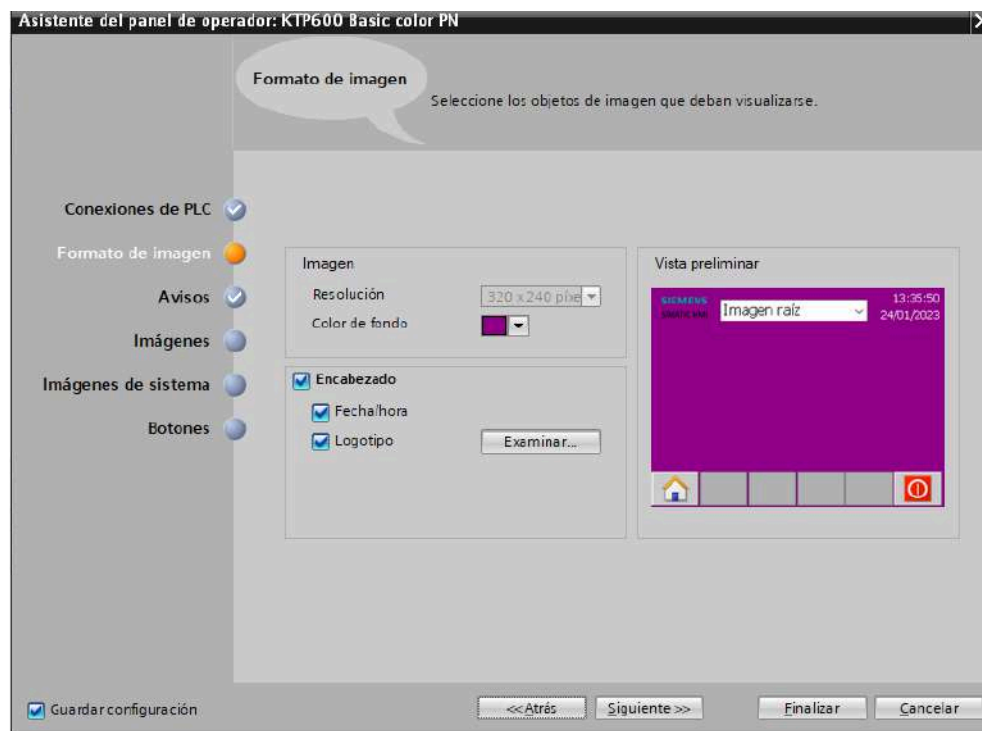 Asistente del panel de operador: KTP600 Basic color PN
Formato de imagen
Seleccione los objetos de imagen que deban visualizarse.
Conexiones de PLC
Formato de imagen
Avisos
Imágenes
Imágenes de sistema
Botones
Imagen
Resolución
320 x 240 píxe
Color de fondo
Encabezado
Fecha/hora
Logotipo
Examinar...
Vista preliminar
SIEMENS
Imagen raíz
13:35:50
24/01/2023
Guardar configuración
<<Atrás
Siguiente >>
Finalizar
Cancelar